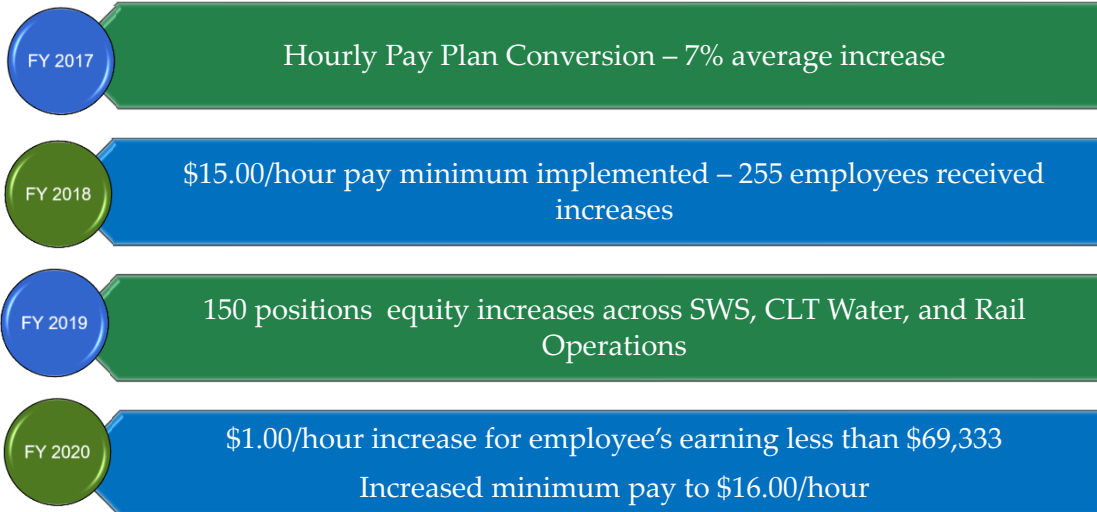 FY 2017
Hourly Pay Plan Conversion – 7% average increase
FY 2018
$15.00/hour pay minimum implemented – 255 employees received
increases
FY 2019
150 positions  equity increases across SWS, CLT Water, and Rail
Operations
FY 2020
$1.00/hour increase for employee’s earning less than $69,333
Increased minimum pay to $16.00/hour